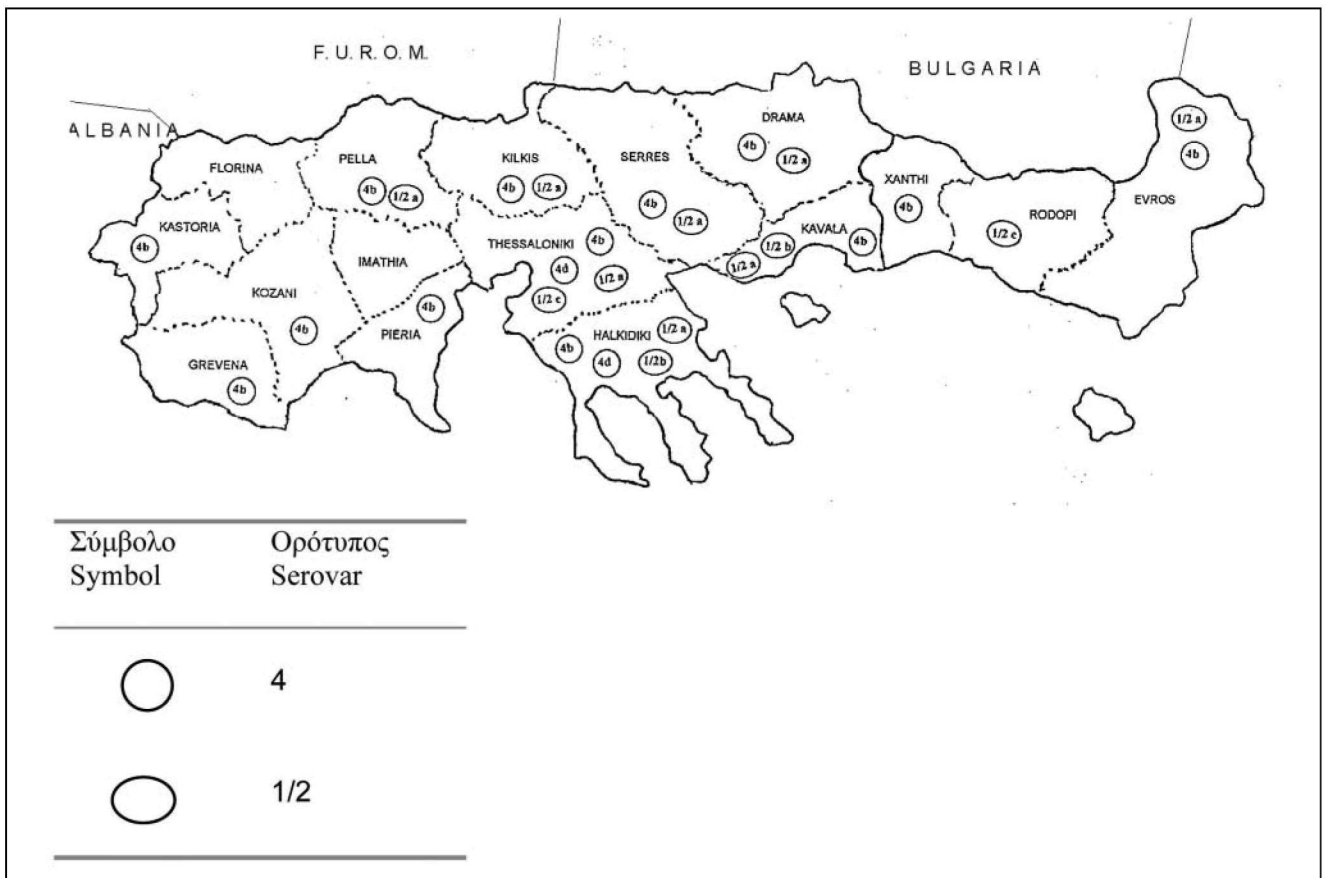 F. U. R. O. M.
BULGARIA
ALBANIA
FLORINA
PELLA
4b
1/2 a
KILKIS
4b
1/2 a
SERRES
4b
1/2 a
DRAMA
4b
1/2 a
XANTHI
4b
RODOPI
1/2 c
EVROS
1/2 a
4b
KASTORIA
4b
IMATHIA
THESSALONIKI
4b
4d
1/2 a
1/2 c
KAVALA
1/2 a
1/2 b
4b
KOZANI
4b
PIERIA
4b
HALKIDIKI
1/2 a
4b
4d
1/2b
GREVENA
4b
Σύμβολο Ορότυπος
Symbol Serovar
4
1/2